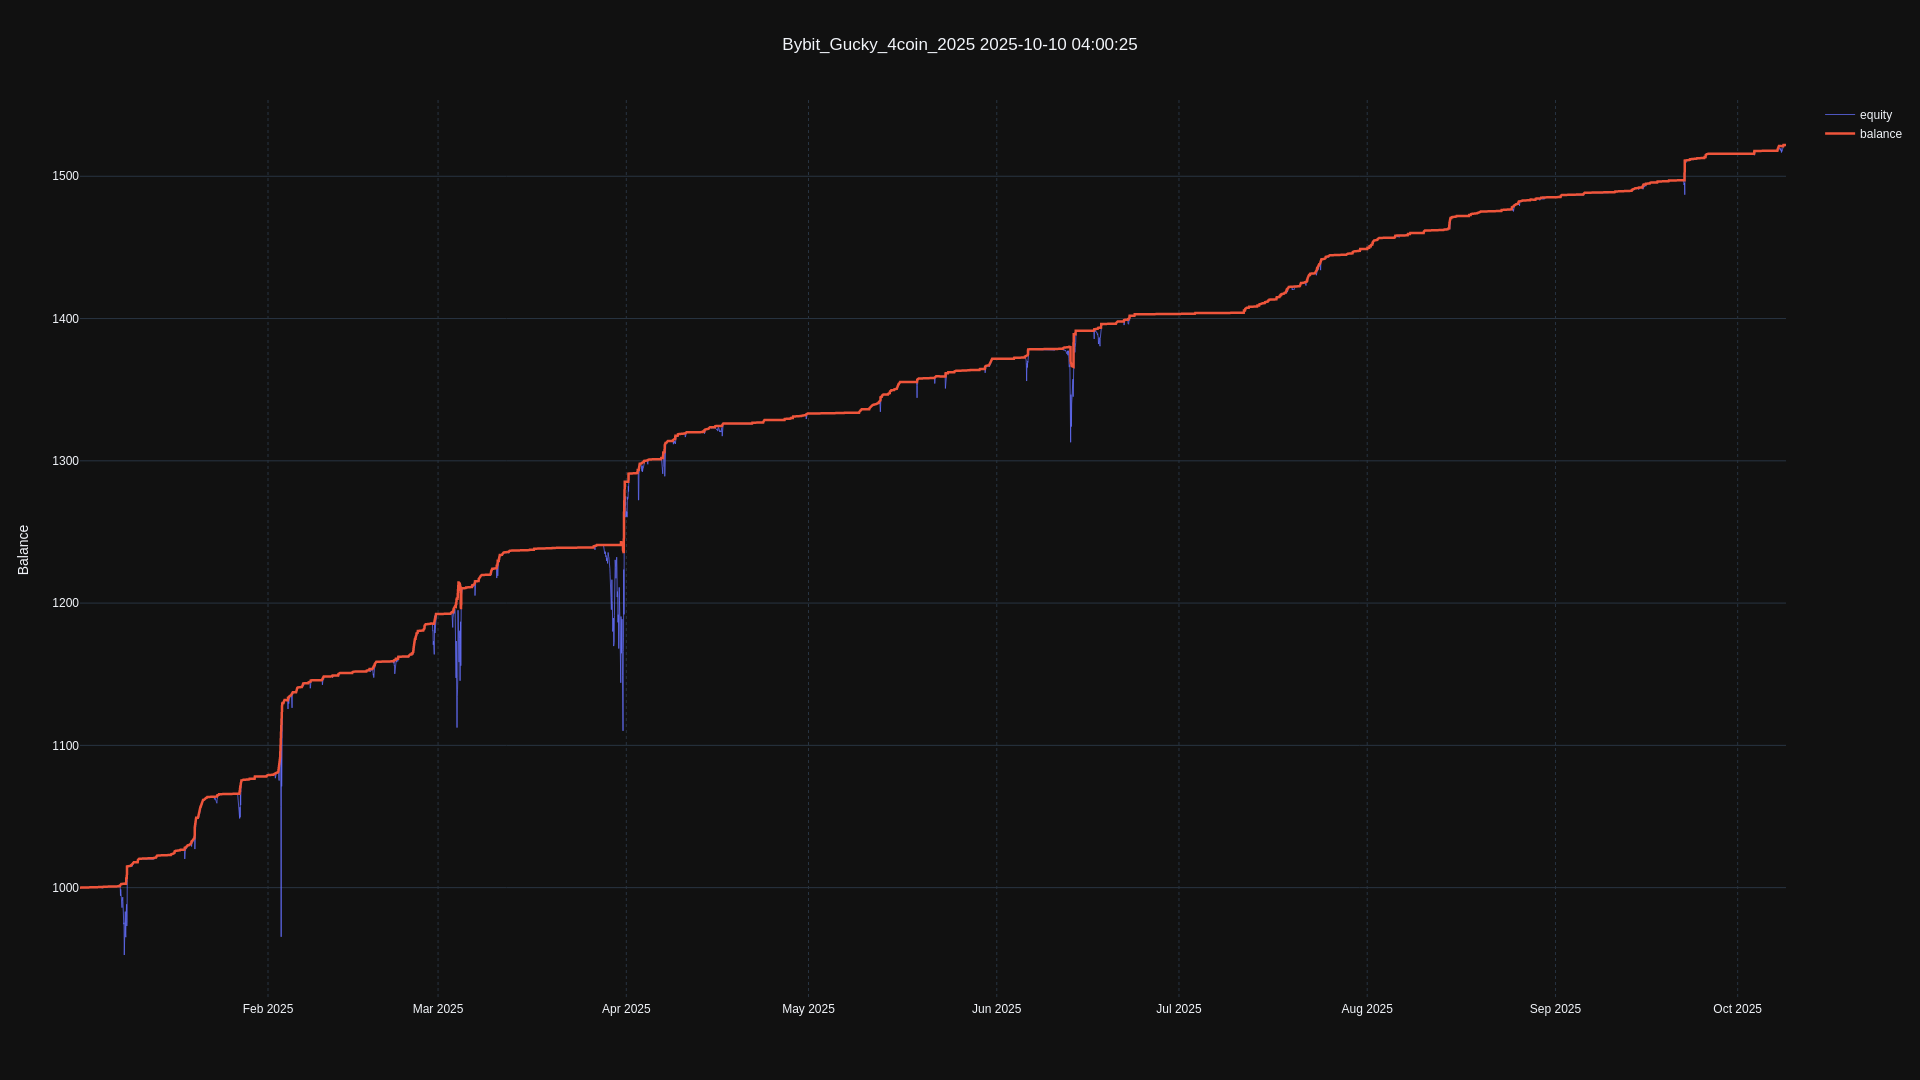 Bybit_Gucky_4coin_2025 2025-10-10 04:00:25
equity
balance
1500
1400
1300
1200
1100
1000
Balance
Feb 2025
Mar 2025
Apr 2025
May 2025
Jun 2025
Jul 2025
Aug 2025
Sep 2025
Oct 2025